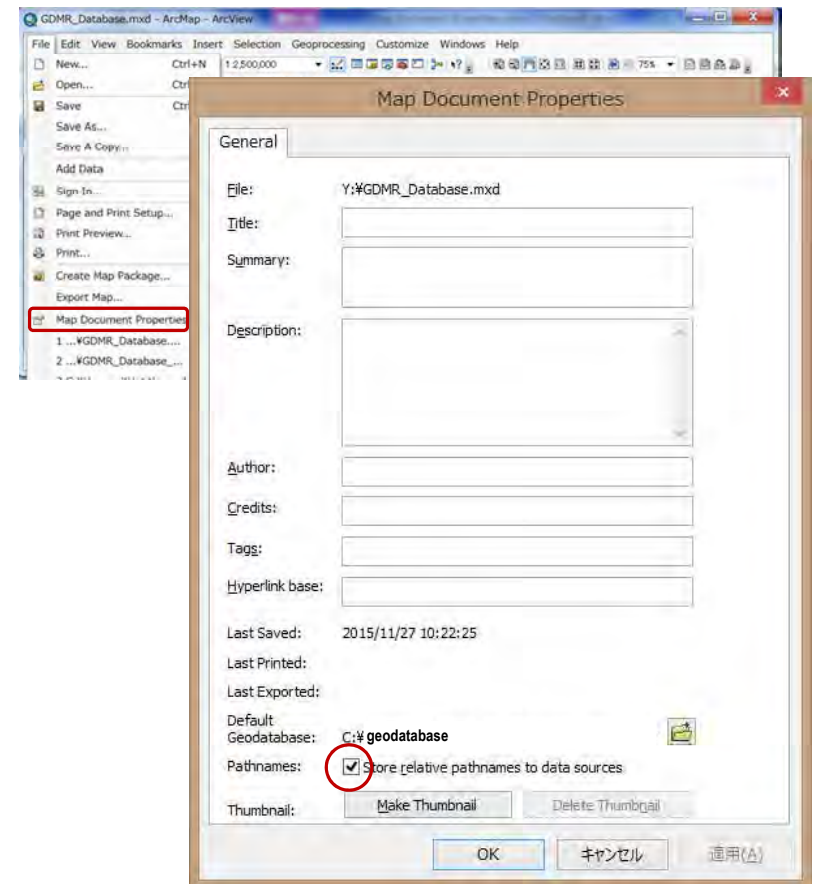 GDMR_Database.mxd - ArcMap - ArcView
File Edit View Bookmarks Insert Selection Geoprocessing Customize Windows Help
New... Ctrl+N 1:2,500,000 75%
Open... Ctr
Save Ctr
Save As...
Save A Copy...
Add Data
Sign In...
Page and Print Setup...
Print Preview...
Print...
Create Map Package...
Export Map...
Map Document Properties
1 ...¥GDMR_Database....
2 ...¥GDMR_Database_...
Map Document Properties
General
File: Y:¥GDMR_Database.mxd
Title:
Summary:
Description:
Author:
Credits:
Tags:
Hyperlink base:
Last Saved: 2015/11/27 10:22:25
Last Printed:
Last Exported:
Default
Geodatabase: C:¥ geodatabase
Pathnames: Store relative pathnames to data sources
Thumbnail: Make Thumbnail Delete Thumbnail
OK キャンセル 適用(A)